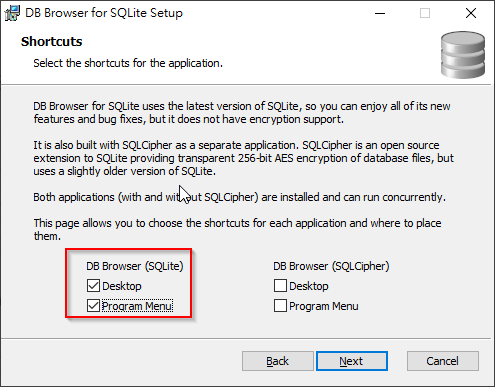 DB Browser for SQLite Setup
Shortcuts
Select the shortcuts for the application.
DB Browser for SQLite uses the latest version of SQLite, so you can enjoy all of its new
features and bug fixes, but it does not have encryption support.
It is also built with SQLCipher as a separate application. SQLCipher is an open source
extension to SQLite providing transparent 256-bit AES encryption of database files, but
uses a slightly older version of SQLite.
Both applications (with and without SQLCipher) are installed and can run concurrently.
This page allows you to choose the shortcuts for each application and where to place
them.
DB Browser (SQLite) DB Browser (SQLCipher)
Desktop Desktop
Program Menu Program Menu
Back Next Cancel